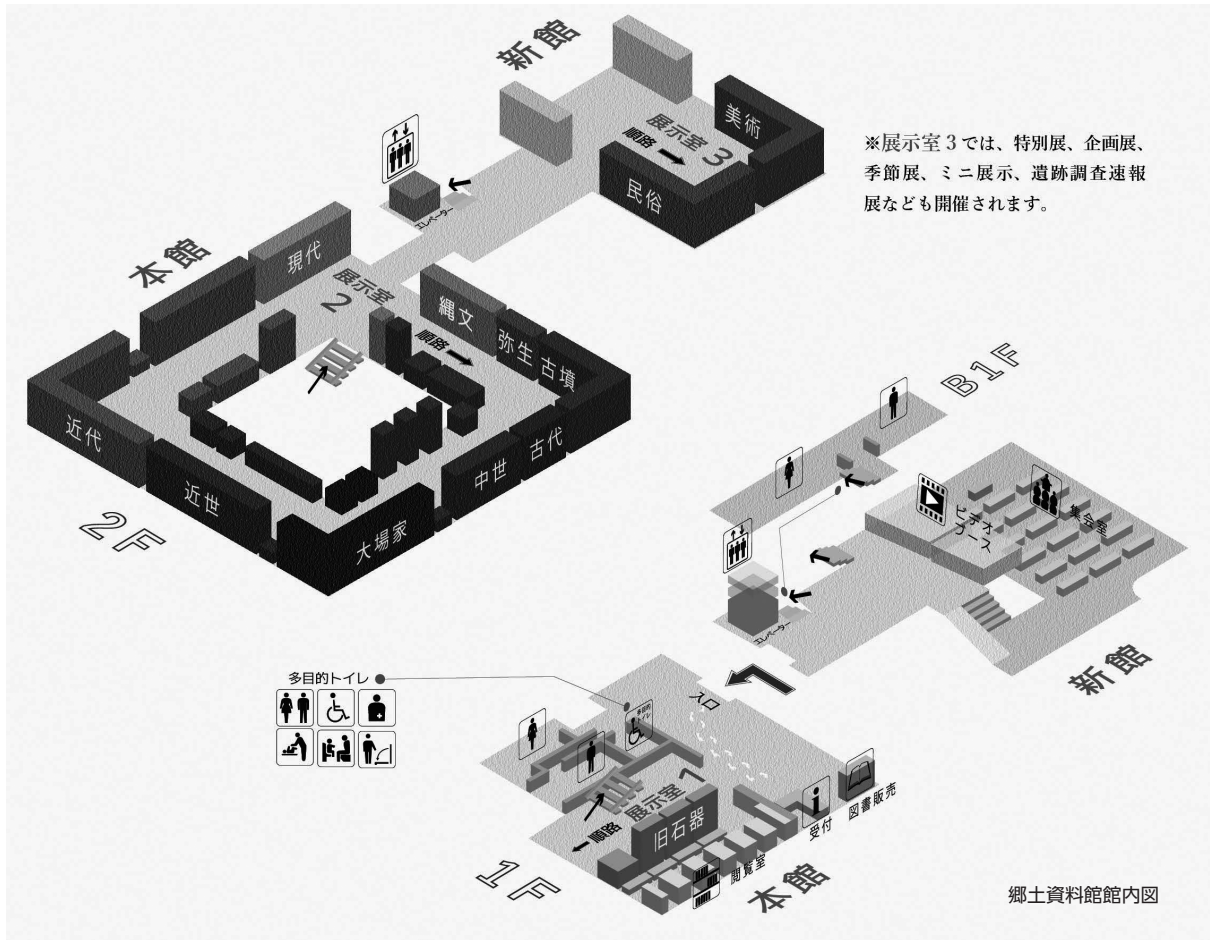 新館
展示室3
順路
美術
民俗
※展示室3では、特別展、企画展、
季節展、ミニ展示、遺跡調査速報
展なども開催されます。
エレベーター
本館
現代
展示室
2
順路
縄文
弥生
古墳
古代
中世
大場家
近世
近代
2F
B1F
ビデオ
ブース
集会室
エレベーター
新館
多目的トイレ
入口
多目的
トイレ
展示室1
順路
旧石器
図書販売
受付
閲覧室
本館
1F
郷土資料館館内図